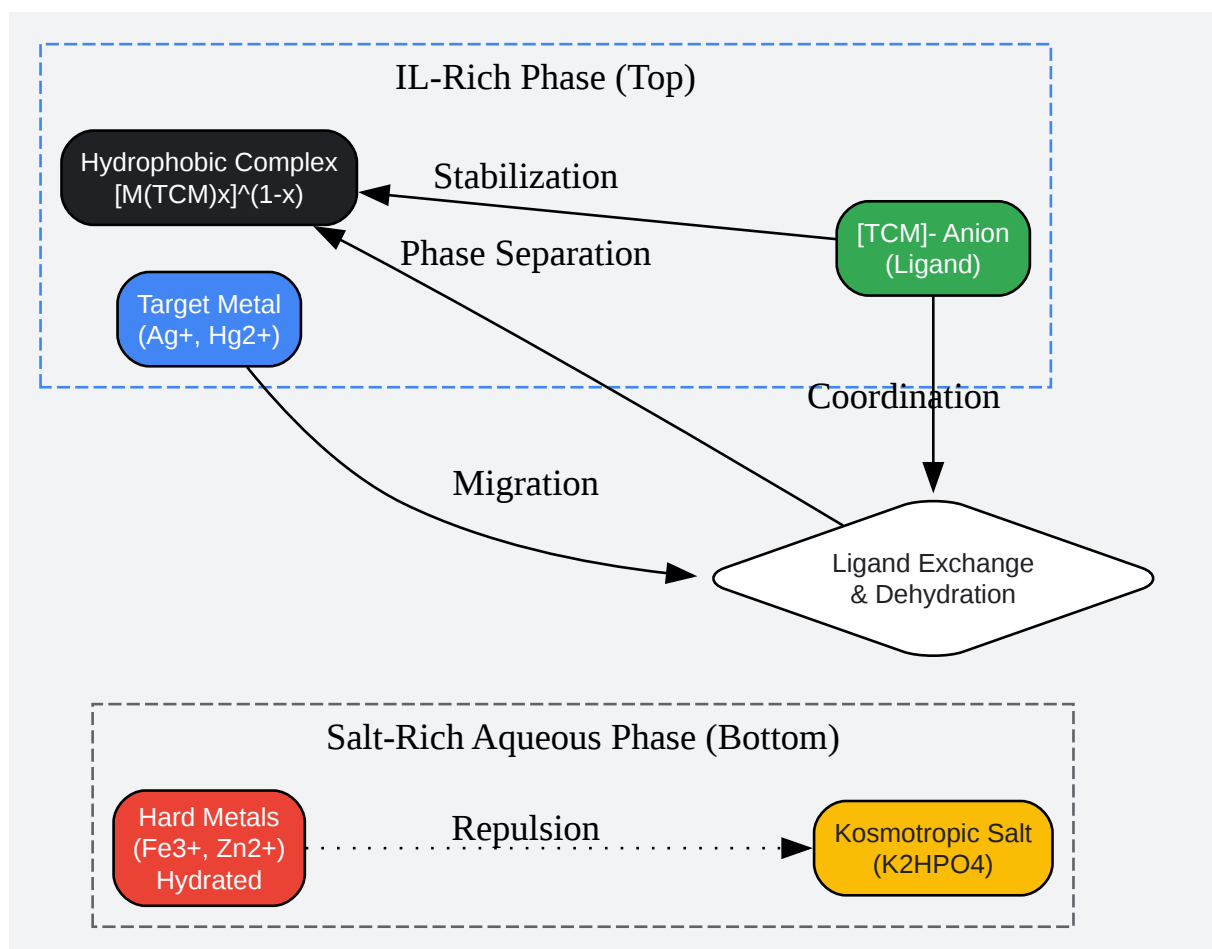 IL-Rich Phase (Top)
Hydrophobic Complex
[M(TCM)x]^(1-x)
Stabilization
[TCM]- Anion
(Ligand)
Phase Separation
Target Metal
(Ag+, Hg2+)
Coordination
Migration
Ligand Exchange
& Dehydration
Salt-Rich Aqueous Phase (Bottom)
Hard Metals
(Fe3+, Zn2+)
Hydrated
Repulsion
Kosmotropic Salt
(K2HPO4)